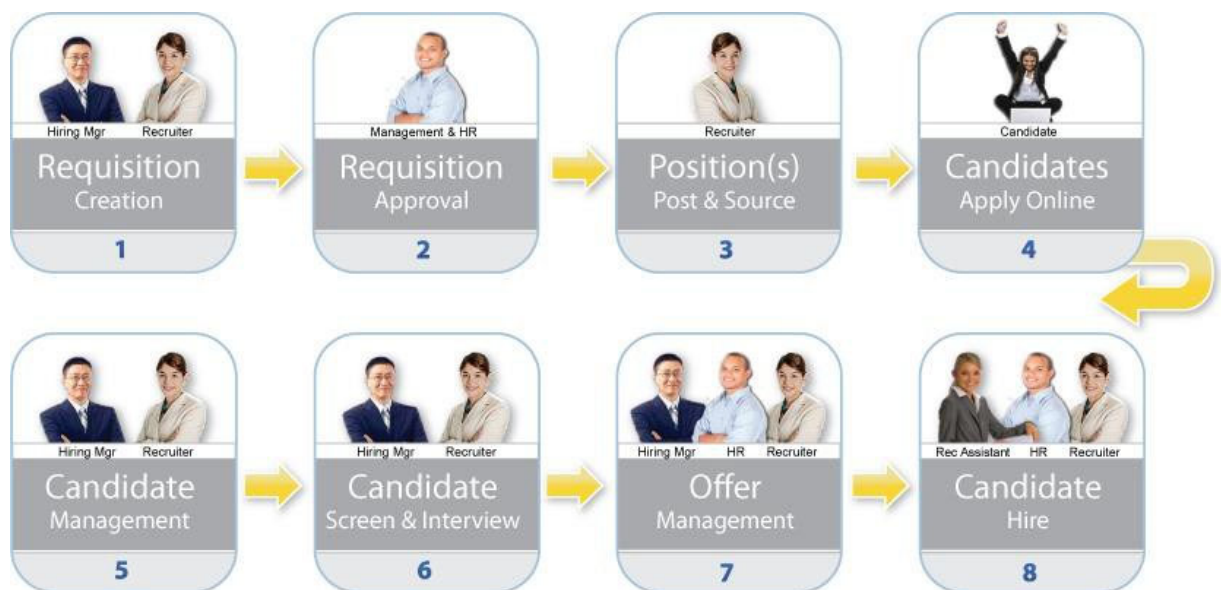 Hiring Mgr Recruiter
Requisition
Creation
1
Management & HR
Requisition
Approval
2
Recruiter
Position(s)
Post & Source
3
Candidate
Candidates
Apply Online
4
Hiring Mgr Recruiter
Candidate
Management
5
Hiring Mgr Recruiter
Candidate
Screen & Interview
6
Hiring Mgr HR Recruiter
Offer
Management
7
Rec Assistant HR Recruiter
Candidate
Hire
8